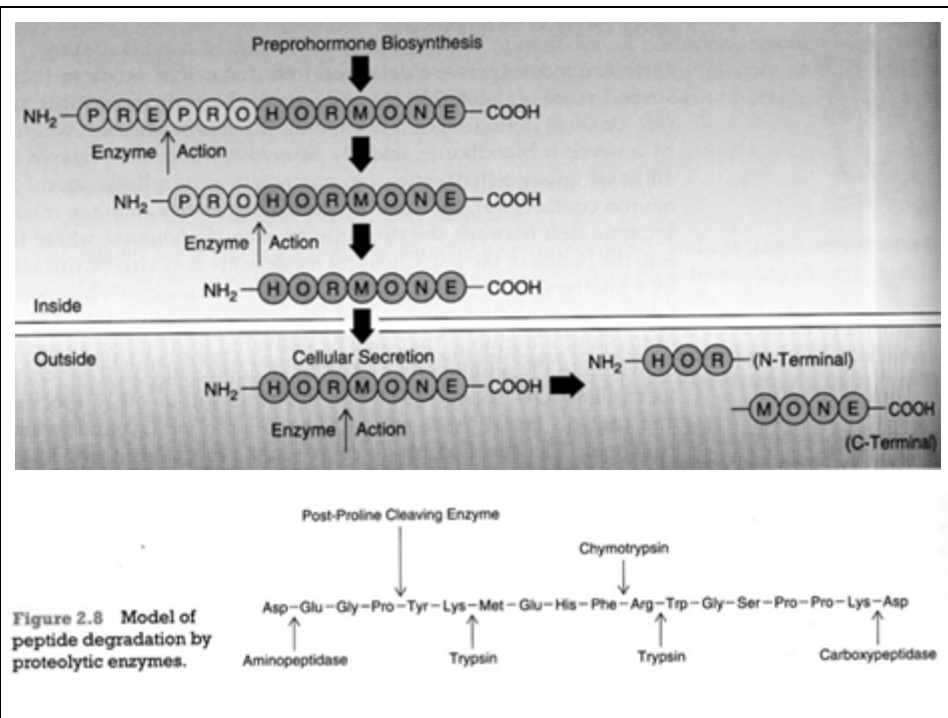 Preprohormone Biosynthesis
NH2 P R E P R O H O R M O N E COOH
Enzyme Action
NH2 P R O H O R M O N E COOH
Enzyme Action
NH2 H O R M O N E COOH
Inside
Outside
Cellular Secretion
NH2 H O R M O N E COOH
Enzyme Action
NH2 H O R (N-Terminal)
M O N E COOH
(C-Terminal)
Post-Proline Cleaving Enzyme
Chymotrypsin
Asp-Glu-Gly-Pro-Tyr-Lys-Met-Glu-His-Phe-Arg-Trp-Gly-Ser-Pro-Pro-Lys-Asp
Aminopeptidase
Trypsin
Trypsin
Carboxypeptidase
Figure 2.8 Model of
peptide degradation by
proteolytic enzymes.